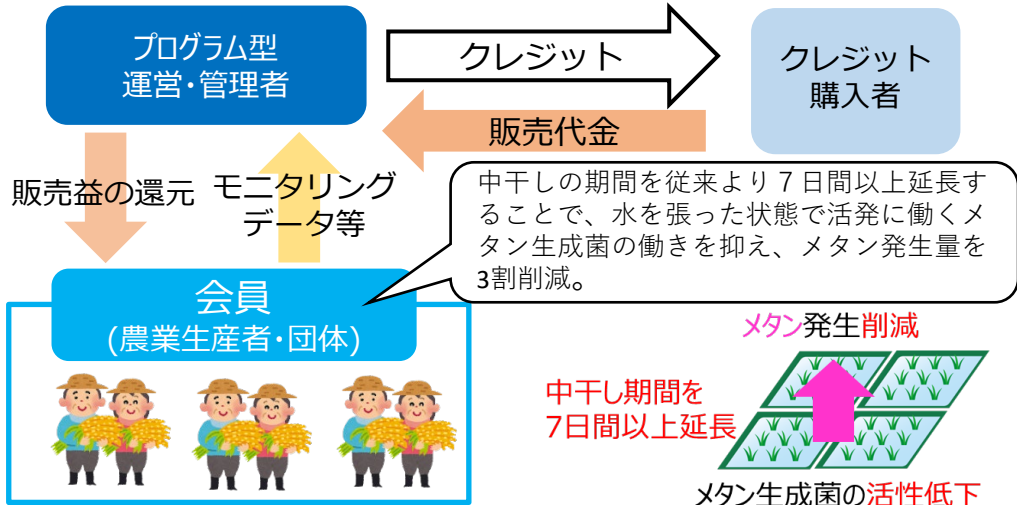 プログラム型
運営・管理者
クレジット
クレジット
購入者
販売代金
販売益の還元
モニタリング
データ等
中干しの期間を従来より７日間以上延長す
ることで、水を張った状態で活発に働くメ
タン生成菌の働きを抑え、メタン発生量を
3割削減。
会員
(農業生産者・団体)
メタン発生削減
中干し期間を
7日間以上延長
メタン生成菌の活性低下